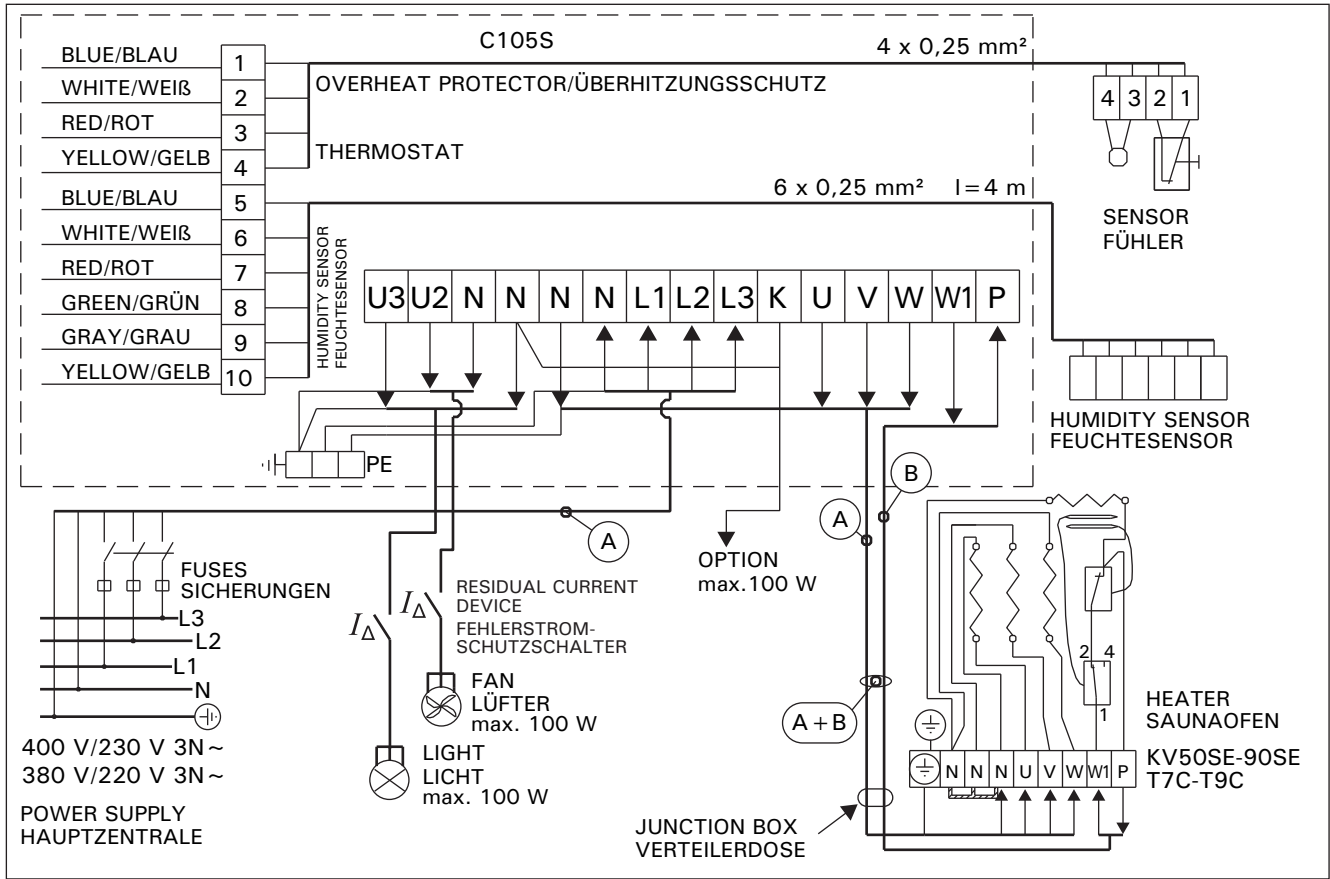 C105S
4 x 0,25 mm²
BLUE/BLAU 1
WHITE/WEIß 2
RED/ROT 3
YELLOW/GELB 4
BLUE/BLAU 5
WHITE/WEIß 6
RED/ROT 7
GREEN/GRÜN 8
GRAY/GRAU 9
YELLOW/GELB 10
OVERHEAT PROTECTOR/ÜBERHITZUNGSSCHUTZ
THERMOSTAT
4 3 2 1
SENSOR
FÜHLER
6 x 0,25 mm² l=4 m
HUMIDITY SENSOR
FEUCHTESENSOR
U3 U2 N N N N L1 L2 L3 K U V W W1 P
HUMIDITY SENSOR
FEUCHTESENSOR
PE
A
B
A
OPTION
max.100 W
FUSES
SICHERUNGEN
L3
L2
L1
N
400 V/230 V 3N~
380 V/220 V 3N~
POWER SUPPLY
HAUPTZENTRALE
IΔ
IΔ
RESIDUAL CURRENT
DEVICE
FEHLERSTROM-
SCHUTZSCHALTER
FAN
LÜFTER
max. 100 W
LIGHT
LICHT
max. 100 W
A+B
JUNCTION BOX
VERTEILERDOSE
2 4
1
N N N U V W W1 P
HEATER
SAUNAOFEN
KV50SE-90SE
T7C-T9C